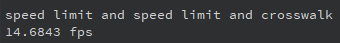 speed limit and speed limit and crosswalk
14.6843 fps